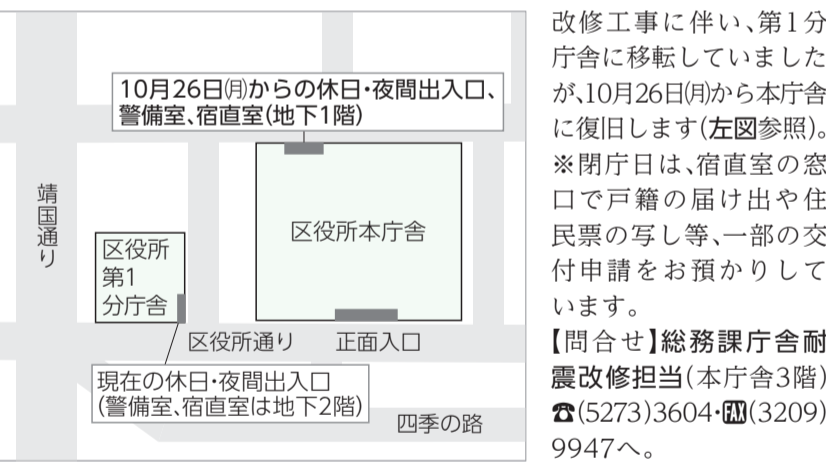 10月26日㈪からの休日・夜間出入口、
警備室、宿直室(地下1階)
靖国通り
区役所
第1
分庁舎
区役所本庁舎
区役所通り
正面入口
現在の休日・夜間出入口
(警備室、宿直室は地下2階)
四季の路
改修工事に伴い、第1分
庁舎に移転していました
が、10月26日㈪から本庁舎
に復旧します(左図参照)。
※閉庁日は、宿直室の窓
口で戸籍の届け出や住
民票の写し等、一部の交
付申請をお預かりして
います。
【問合せ】総務課庁舎耐
震改修担当(本庁舎3階)
☎(5273)3604・FAX(3209)
9947へ。